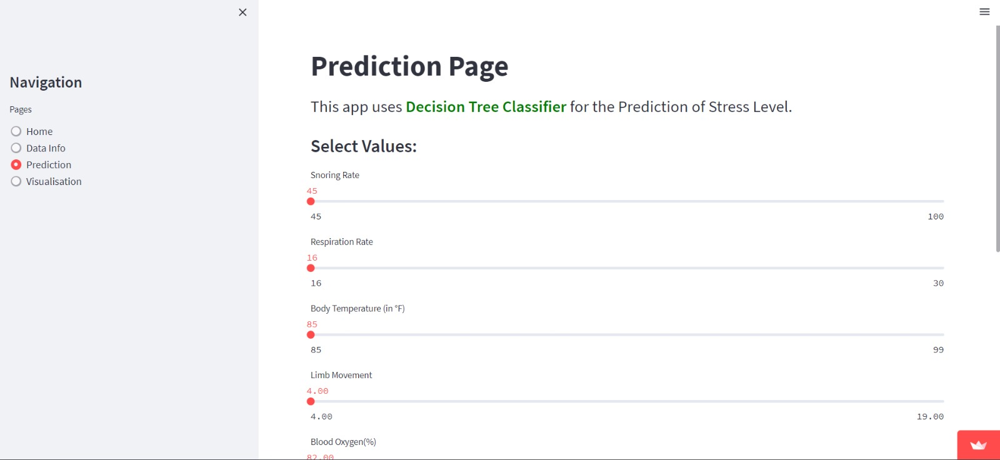 Navigation
Pages
Home
Data Info
Prediction
Visualisation
Prediction Page
This app uses Decision Tree Classifier for the Prediction of Stress Level.
Select Values:
Snoring Rate
45
45 100
Respiration Rate
16
16 30
Body Temperature (in °F)
85
85 99
Limb Movement
4.00
4.00 19.00
Blood Oxygen(%)
82.00